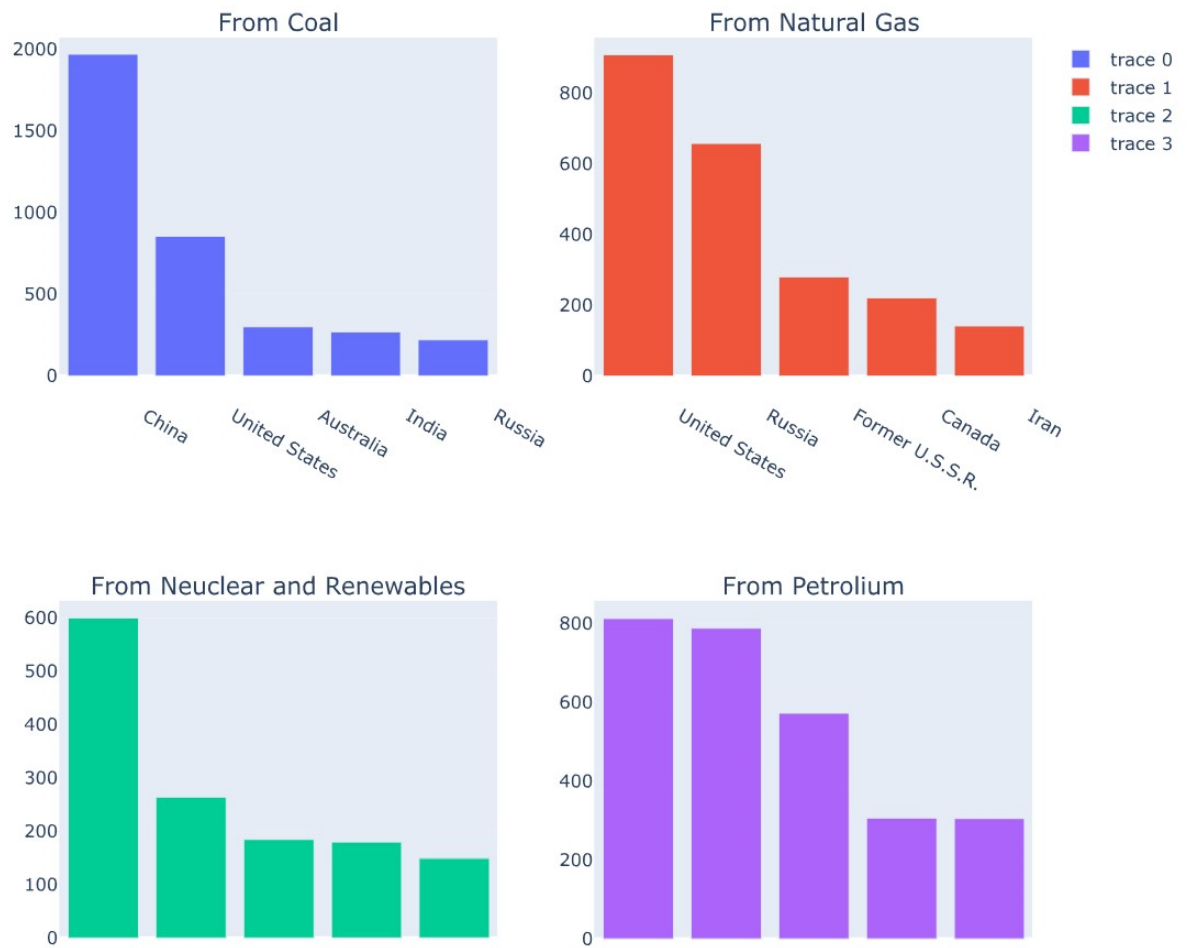 From Coal
2000
1500
1000
500
0
China
United States
Australia
India
Russia
From Natural Gas
800
600
400
200
0
United States
Russia
Former U.S.S.R.
Canada
Iran
trace 0
trace 1
trace 2
trace 3
From Neuclear and Renewables
600
500
400
300
200
100
0
From Petrolium
800
600
400
200
0